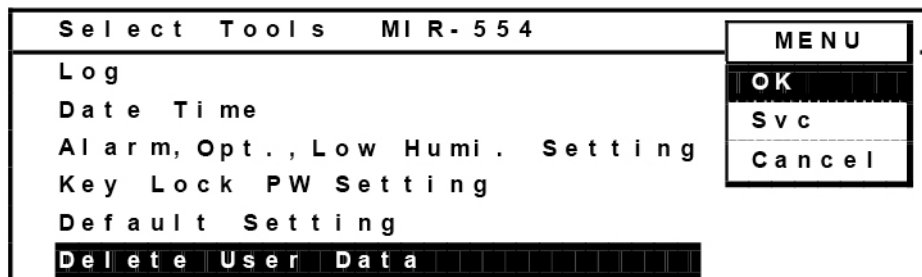 Select Tools MIR-554
Log
Date Time
Alarm, Opt., Low Humi. Setting
Key Lock PW Setting
Default Setting
Delete User Data
MENU
OK
Svc
Cancel